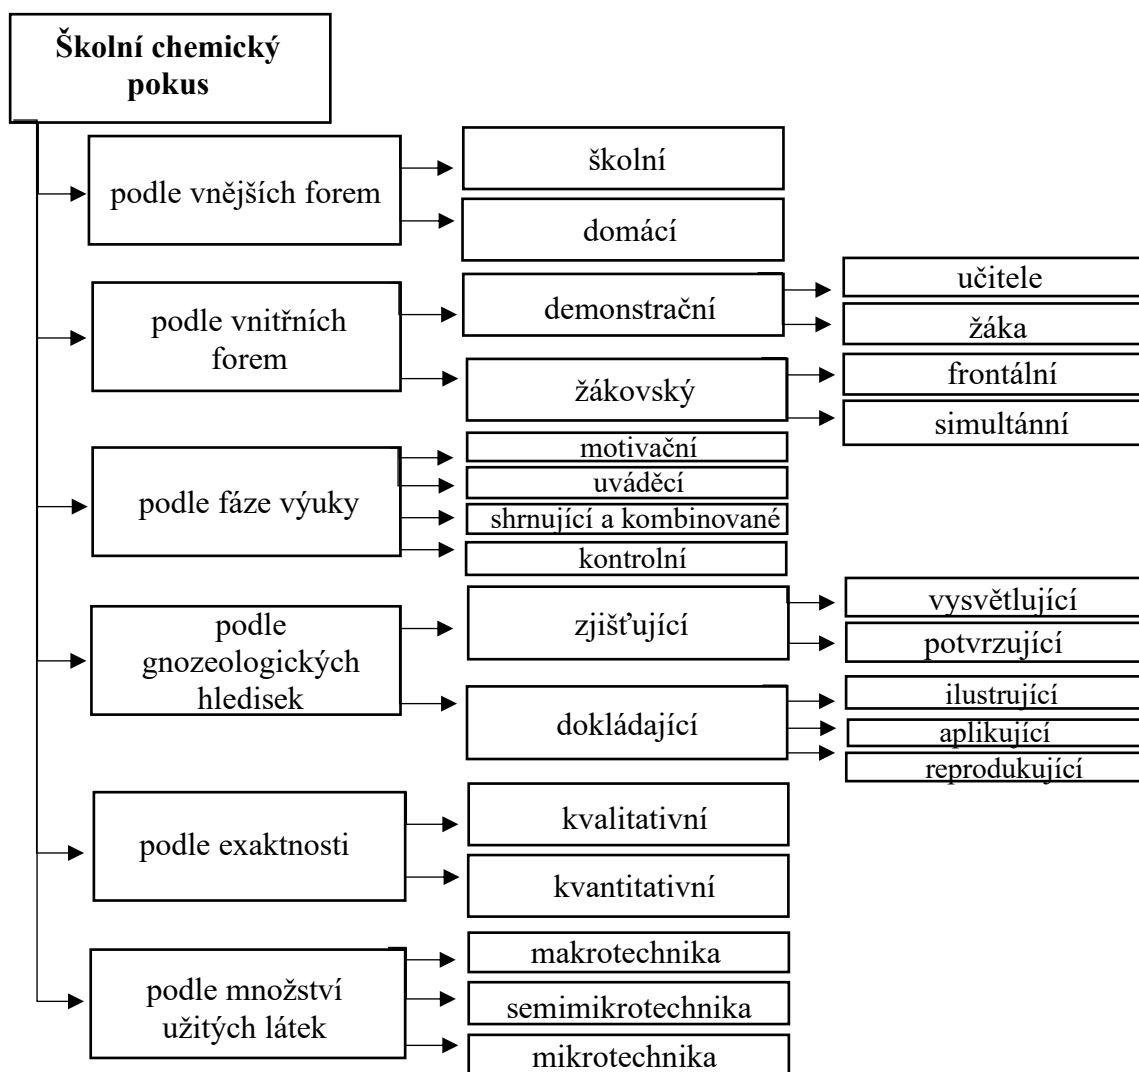 Školní chemický
pokus
podle vnějších forem
školní
domácí
podle vnitřních
forem
demonstrační
učitele
žáka
žákovský
frontální
simultánní
podle fáze výuky
motivační
uváděcí
shrnující a kombinované
kontrolní
podle
gnozeologických
hledisek
zjišťující
vysvětlující
potvrzující
dokládající
ilustrující
aplikující
reprodukující
podle exaktnosti
kvalitativní
kvantitativní
podle množství
užitých látek
makrotechnika
semimikrotechnika
mikrotechnika